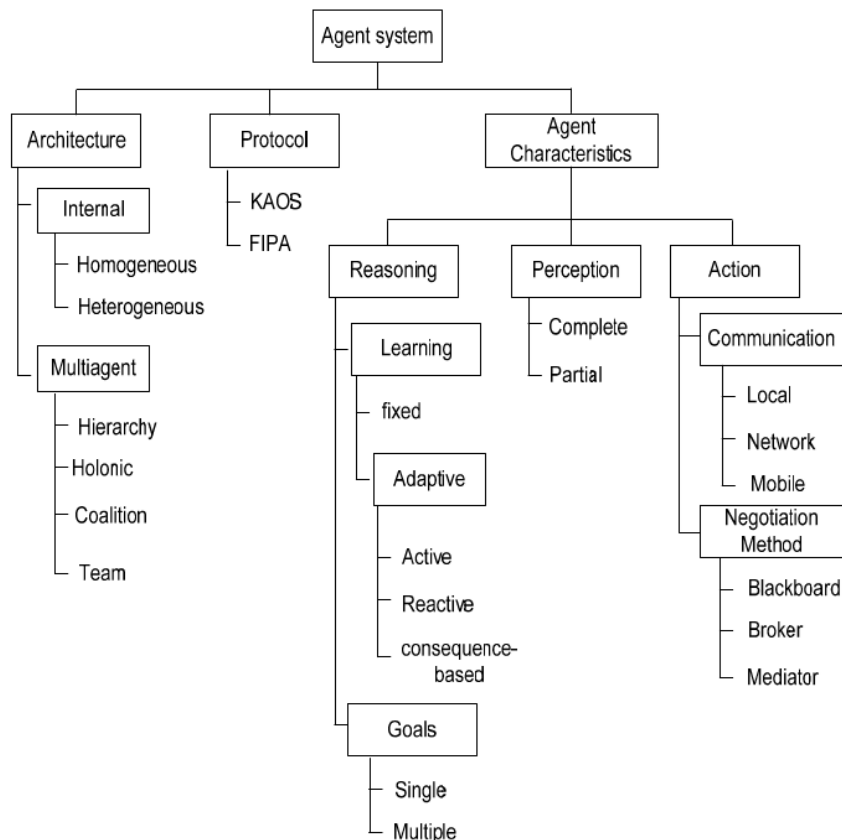 Agent system
Architecture
Protocol
Agent
Characteristics
Internal
Homogeneous
Heterogeneous
Multiagent
Hierarchy
Holonic
Coalition
Team
KAOS
FIPA
Reasoning
Perception
Action
Learning
fixed
Adaptive
Active
Reactive
consequence-
based
Goals
Single
Multiple
Complete
Partial
Communication
Local
Network
Mobile
Negotiation
Method
Blackboard
Broker
Mediator